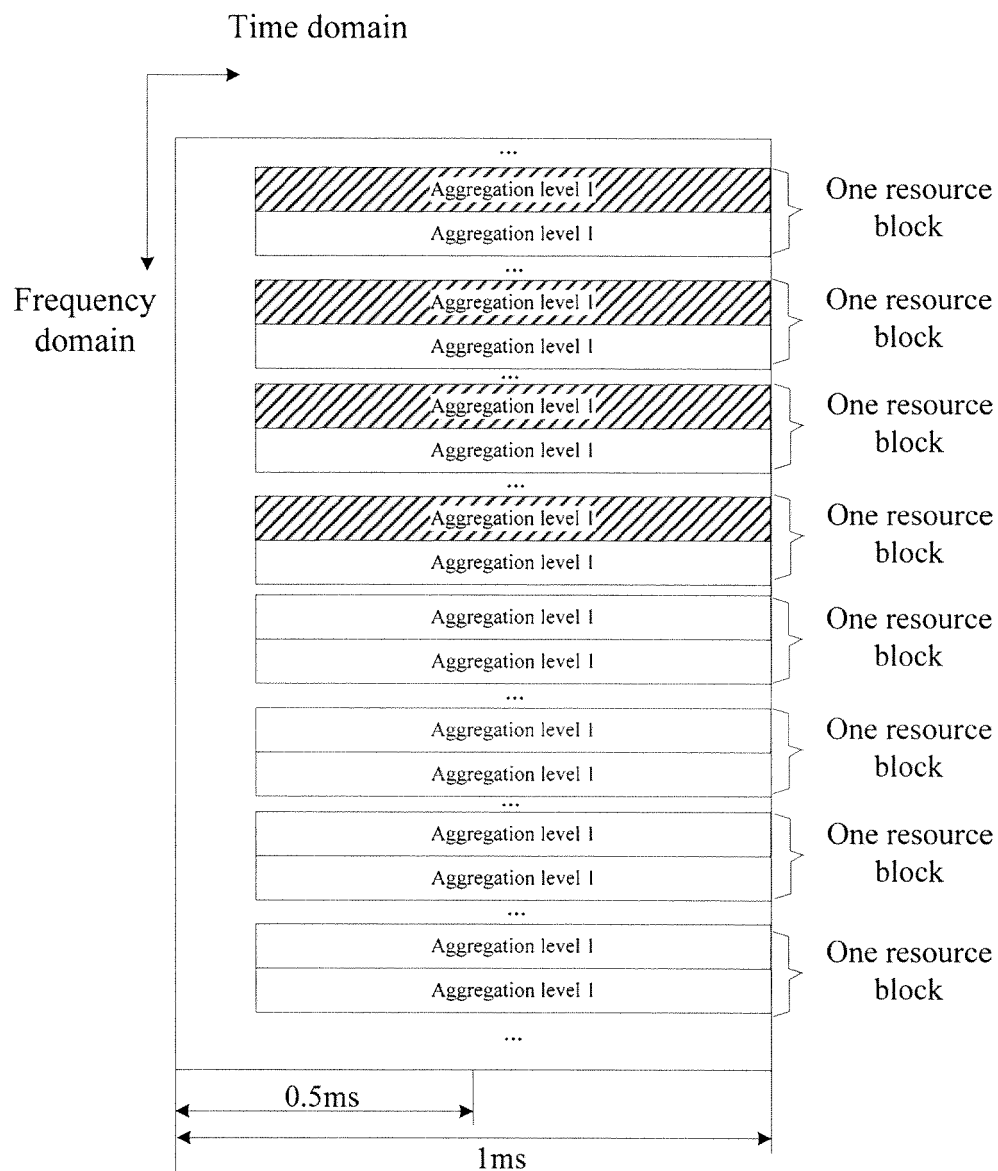 Time domain
Frequency
domain
...
Aggregation level 1
Aggregation level 1
One resource
block
...
Aggregation level 1
Aggregation level 1
One resource
block
...
Aggregation level 1
Aggregation level 1
One resource
block
...
Aggregation level 1
Aggregation level 1
One resource
block
Aggregation level 1
Aggregation level 1
One resource
block
...
Aggregation level 1
Aggregation level 1
One resource
block
...
Aggregation level 1
Aggregation level 1
One resource
block
...
Aggregation level 1
Aggregation level 1
One resource
block
...
0.5ms
1ms